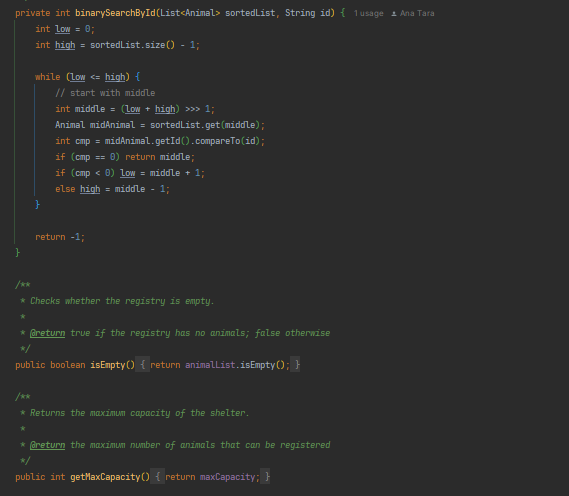 private int binarySearchById(List<Animal> sortedList, String id) { 1 usage Ana Tara
int low = 0;
int high = sortedList.size() - 1;
while (low <= high) {
// start with middle
int middle = (low + high) >>> 1;
Animal midAnimal = sortedList.get(middle);
int cmp = midAnimal.getId().compareTo(id);
if (cmp == 0) return middle;
if (cmp < 0) low = middle + 1;
else high = middle - 1;
}
return -1;
}
/**
* Checks whether the registry is empty.
*
* @return true if the registry has no animals; false otherwise
*/
public boolean isEmpty() { return animalList.isEmpty(); }
/**
* Returns the maximum capacity of the shelter.
*
* @return the maximum number of animals that can be registered
*/
public int getMaxCapacity() { return maxCapacity; }